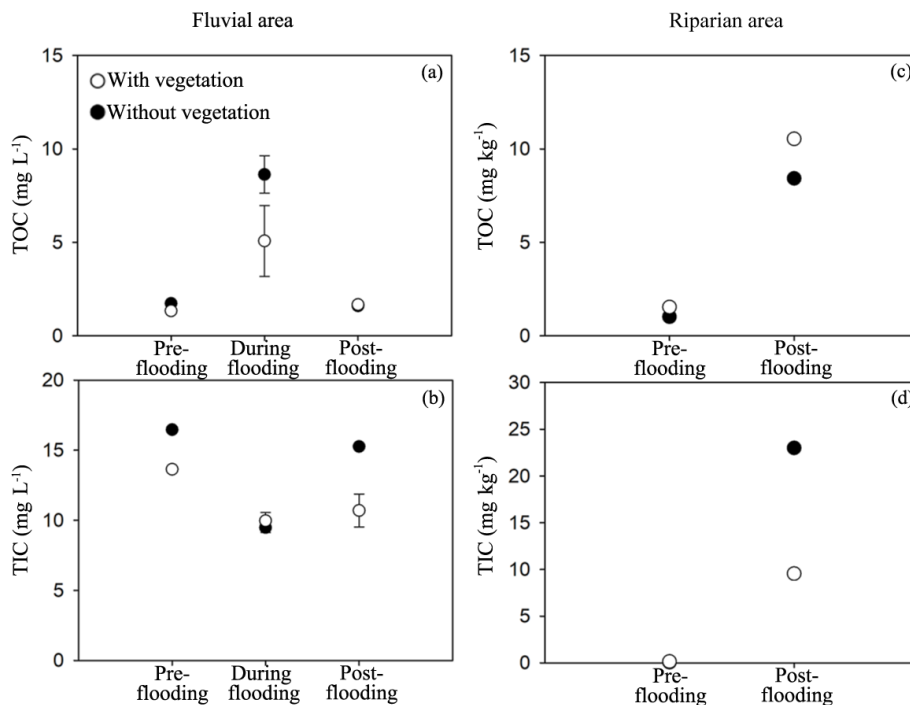 Fluvial area
Riparian area
15
10
5
0
TOC (mg L⁻¹)
(a)
With vegetation
Without vegetation
Pre-
flooding
During
flooding
Post-
flooding
15
10
5
0
TOC (mg kg⁻¹)
(c)
Pre-
flooding
Post-
flooding
20
15
10
5
0
TIC (mg L⁻¹)
(b)
Pre-
flooding
During
flooding
Post-
flooding
30
25
20
15
10
5
0
TIC (mg kg⁻¹)
(d)
Pre-
flooding
Post-
flooding